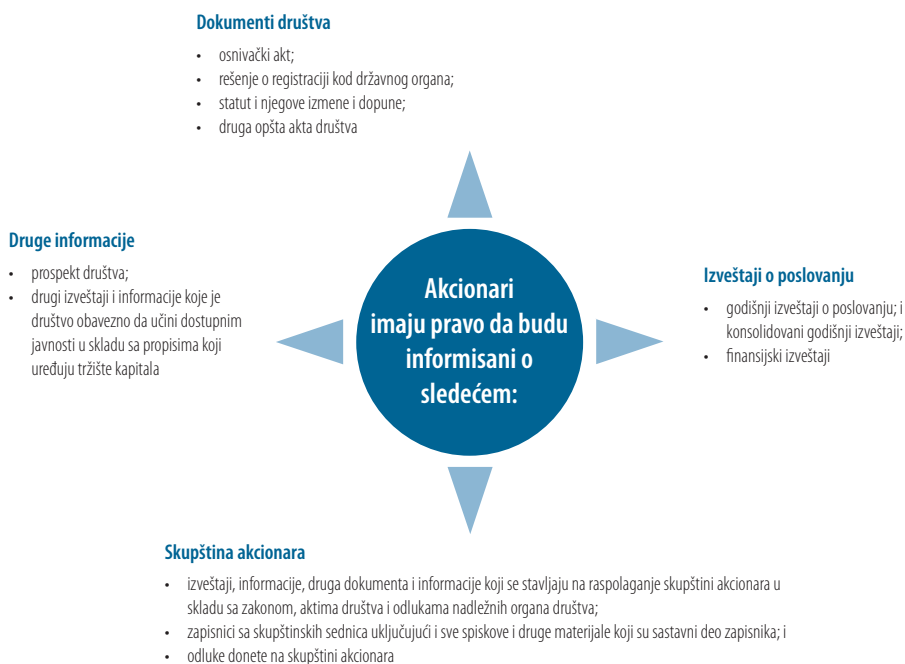 Dokumenti društva
• osnivački akt;
• rešenje o registraciji kod državnog organa;
• statut i njegove izmene i dopune;
• druga opšta akta društva
Druge informacije
• prospekt društva;
• drugi izveštaji i informacije koje je
društvo obavezno da učini dostupnim
javnosti u skladu sa propisima koji
uređuju tržište kapitala
Akcionari
imaju pravo da budu
informisani o
sledećem:
Izveštaji o poslovanju
• godišnji izveštaji o poslovanju; i
konsolidovani godišnji izveštaji;
• finansijski izveštaji
Skupština akcionara
• izveštaji, informacije, druga dokumenta i informacije koji se stavljaju na raspolaganje skupštini akcionara u
skladu sa zakonom, aktima društva i odlukama nadležnih organa društva;
• zapisnici sa skupštinskih sednica uključujući i sve spiskove i druge materijale koji su sastavni deo zapisnika; i
• odluke donete na skupštini akcionara